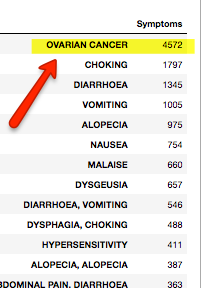 Symptoms
OVARIAN CANCER 4572
CHOKING 1797
DIARRHOEA 1345
VOMITING 1005
ALOPECIA 975
NAUSEA 754
MALAISE 660
DYSGEUSIA 657
DIARRHOEA, VOMITING 546
DYSPHAGIA, CHOKING 488
HYPERSENSITIVITY 411
ALOPECIA, ALOPECIA 387
BDOMINAL PAIN, DIARRHOEA 363